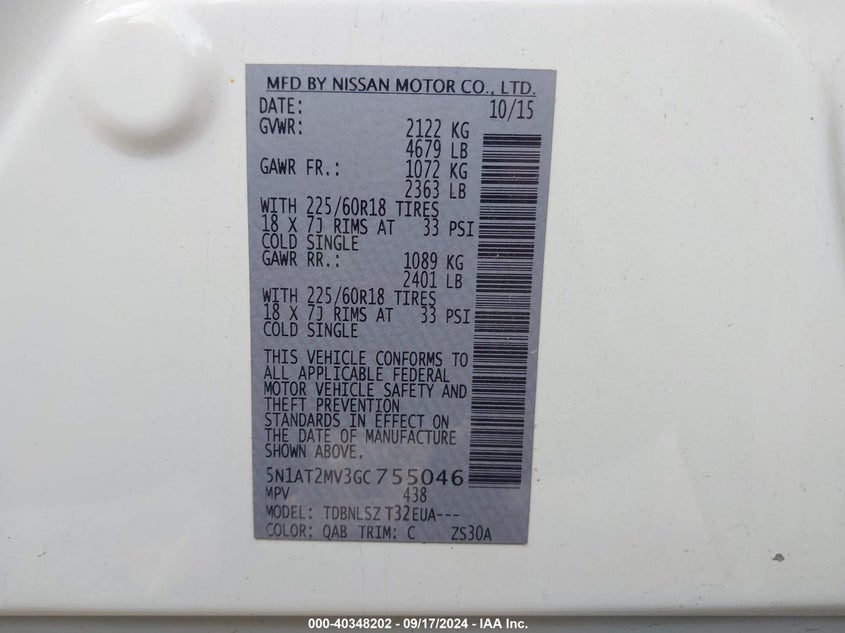 MFD BY NISSAN MOTOR CO., LTD.
DATE: 10/15
GVWR: 2122 KG
4679 LB
GAWR FR.: 1072 KG
2363 LB
WITH 225/60R18 TIRES
18 X 7J RIMS AT 33 PSI
COLD SINGLE
GAWR RR.: 1089 KG
2401 LB
WITH 225/60R18 TIRES
18 X 7J RIMS AT 33 PSI
COLD SINGLE
THIS VEHICLE CONFORMS TO
ALL APPLICABLE FEDERAL
MOTOR VEHICLE SAFETY AND
THEFT PREVENTION
STANDARDS IN EFFECT ON
THE DATE OF MANUFACTURE
SHOWN ABOVE.
5N1AT2MV3GC755046
MPV 438
MODEL: TDBNLSZ T32EUA---
COLOR: QAB TRIM: C ZS30A
000-40348202 - 09/17/2024 - IAA Inc.